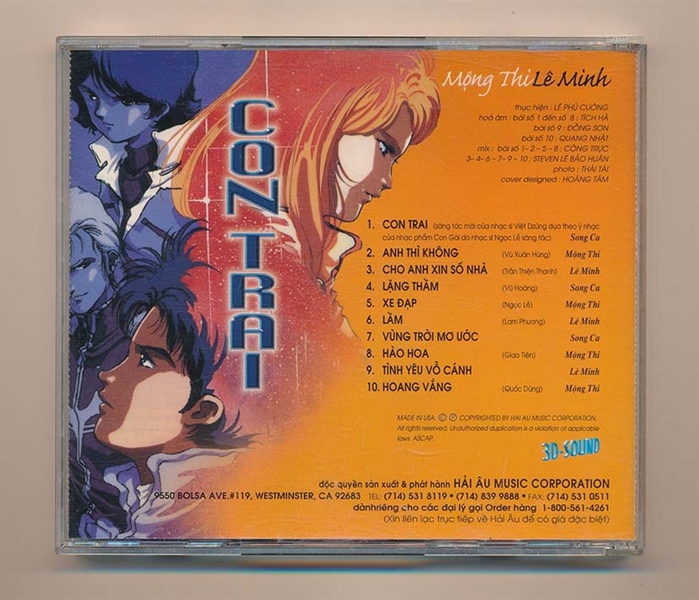 Mộng Thi Lê Minh
thực hiện : LÊ PHÚ CƯỜNG
hoà âm : bài số 1 đến số 8 : TÍCH HÀ
bài số 9 : ĐÔNG SON
bài số 10 : QUANG NHẬT
mix : bài số 1 - 2 - 5 - 8 : CÔNG TRỰC
3- 4- 6- 7- 9 - 10 : STEVEN LÊ BẢO HUÂN
photo : THÁI TÀI
cover designed : HOÀNG TÂM
CON TRAI
1. CON TRAI (sáng tác mới của nhạc sĩ Việt Dzũng dựa theo ý nhạc
của nhạc phẩm Con Gái do nhạc sĩ Ngọc Lễ sáng tác) Song Ca
2. ANH THÌ KHÔNG (Vũ Xuân Hùng) Mộng Thi
3. CHO ANH XIN SỐ NHÀ (Trần Thiện Thanh) Lê Minh
4. LẶNG THẦM (Vũ Hoàng) Song Ca
5. XE ĐẠP (Ngọc Lễ) Mộng Thi
6. LẦM (Lam Phương) Lê Minh
7. VÙNG TRỜI MƠ ƯỚC Song Ca
8. HÀO HOA (Giao Tiên) Mộng Thi
9. TÌNH YÊU VỖ CÁNH Lê Minh
10. HOANG VẮNG (Quốc Dũng) Mộng Thi
MADE IN USA. © ℗ COPYRIGHTED BY HAI AU MUSIC CORPORATION.
All rights reserved. Unauthorized duplication is a violation of applicable
laws. ASCAP.
3D-SOUND
độc quyền sản xuất & phát hành HẢI ÂU MUSIC CORPORATION
9550 BOLSA AVE.#119, WESTMINSTER, CA 92683 TEL: (714) 531 8119 • (714) 839 9888 • FAX: (714) 531 0511
dànhriêng cho các đại lý gọi Order hàng 1-800-561-4261
(Xin liên lạc trực tiếp về Hải Âu để có giá đặc biệt)